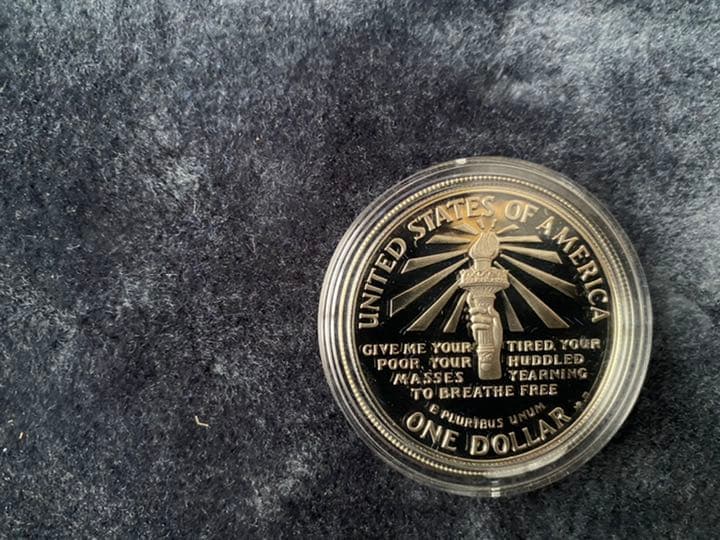 UNITED STATES OF AMERICA
GIVE ME YOUR TIRED, YOUR
POOR, YOUR HUDDLED
MASSES YEARNING
TO BREATHE FREE
E PLURIBUS UNUM
ONE DOLLAR